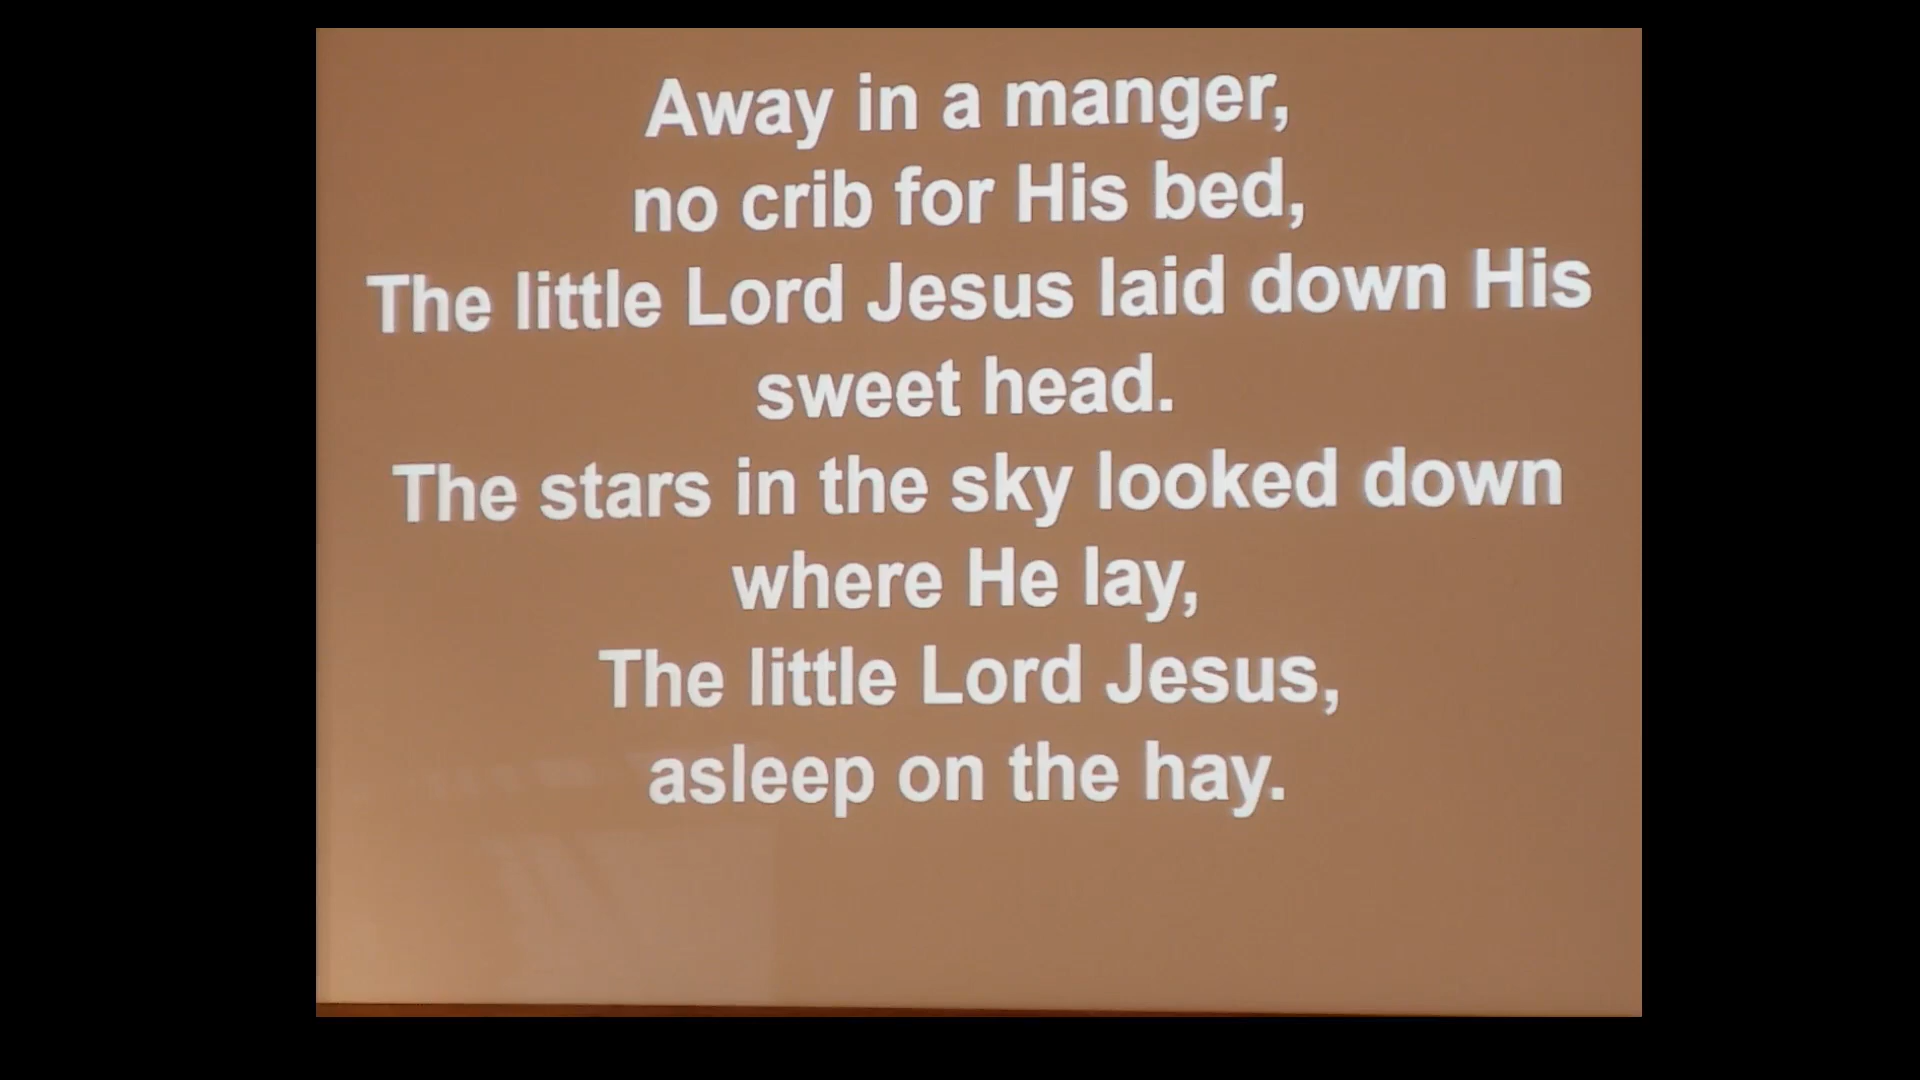 Away in a manger,
no crib for His bed,
The little Lord Jesus laid down His
sweet head.
The stars in the sky looked down
where He lay,
The little Lord Jesus,
asleep on the hay.